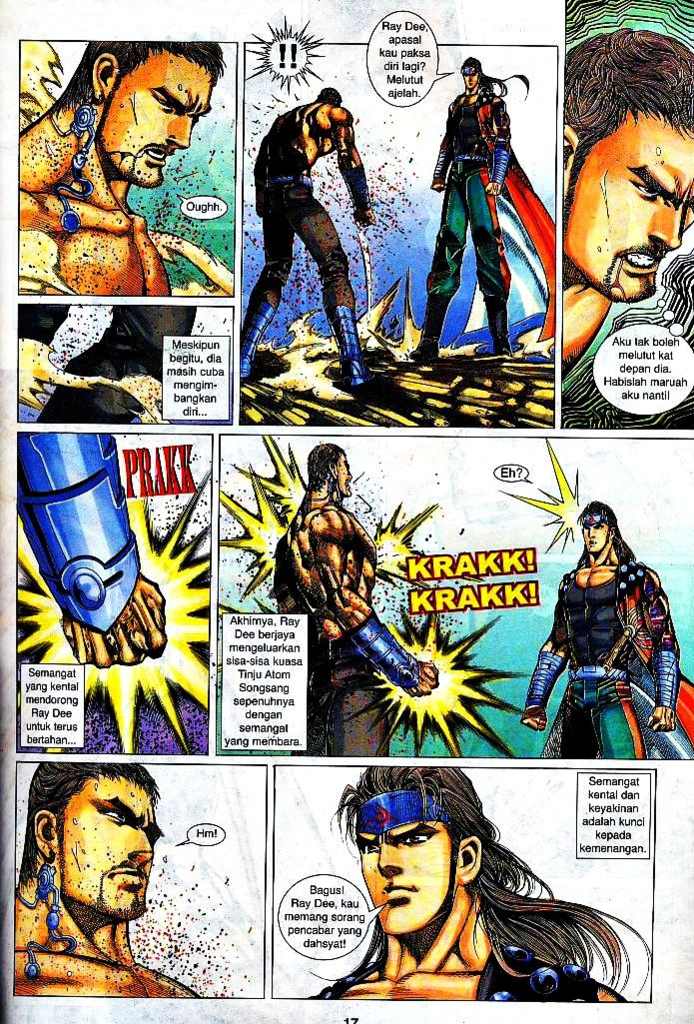 Oughh.
!!
Ray Dee,
apasal
kau paksa
diri lagi?
Melutut
ajelah.
Meskipun
begitu, dia
masih cuba
mengim-
bangkan
diri...
Aku tak boleh
melutut kat
depan dia.
Habislah maruah
aku nanti!
PRAKK
Semangat
yang kental
mendorong
Ray Dee
untuk terus
bertahan...
KRAKK!
KRAKK!
Eh?
Akhirnya, Ray
Dee berjaya
mengeluarkan
sisa-sisa kuasa
Tinju Atom
Songsang
sepenuhnya
dengan
semangat
yang membara.
Hm!
Semangat
kental dan
keyakinan
adalah kunci
kepada
kemenangan.
Bagus!
Ray Dee, kau
memang sorang
pencabar yang
dahsyat!
17